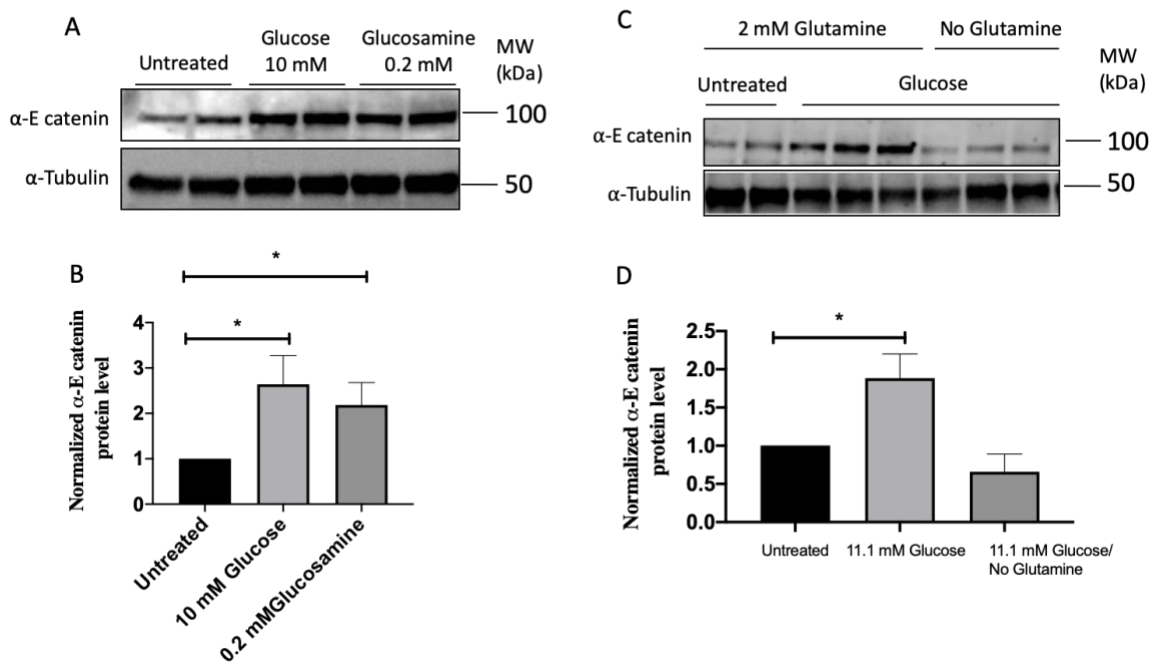 A
Untreated
Glucose
10 mM
Glucosamine
0.2 mM
MW
(kDa)
α-E catenin
100
α-Tubulin
50
B
*
*
Normalized α-E catenin
protein level
4
3
2
1
0
Untreated
10 mM Glucose
0.2 mMGlucosamine
C
2 mM Glutamine
No Glutamine
MW
(kDa)
Untreated
Glucose
α-E catenin
100
α-Tubulin
50
D
*
Normalized α-E catenin
protein level
2.5
2.0
1.5
1.0
0.5
0.0
Untreated
11.1 mM Glucose
11.1 mM Glucose/
No Glutamine